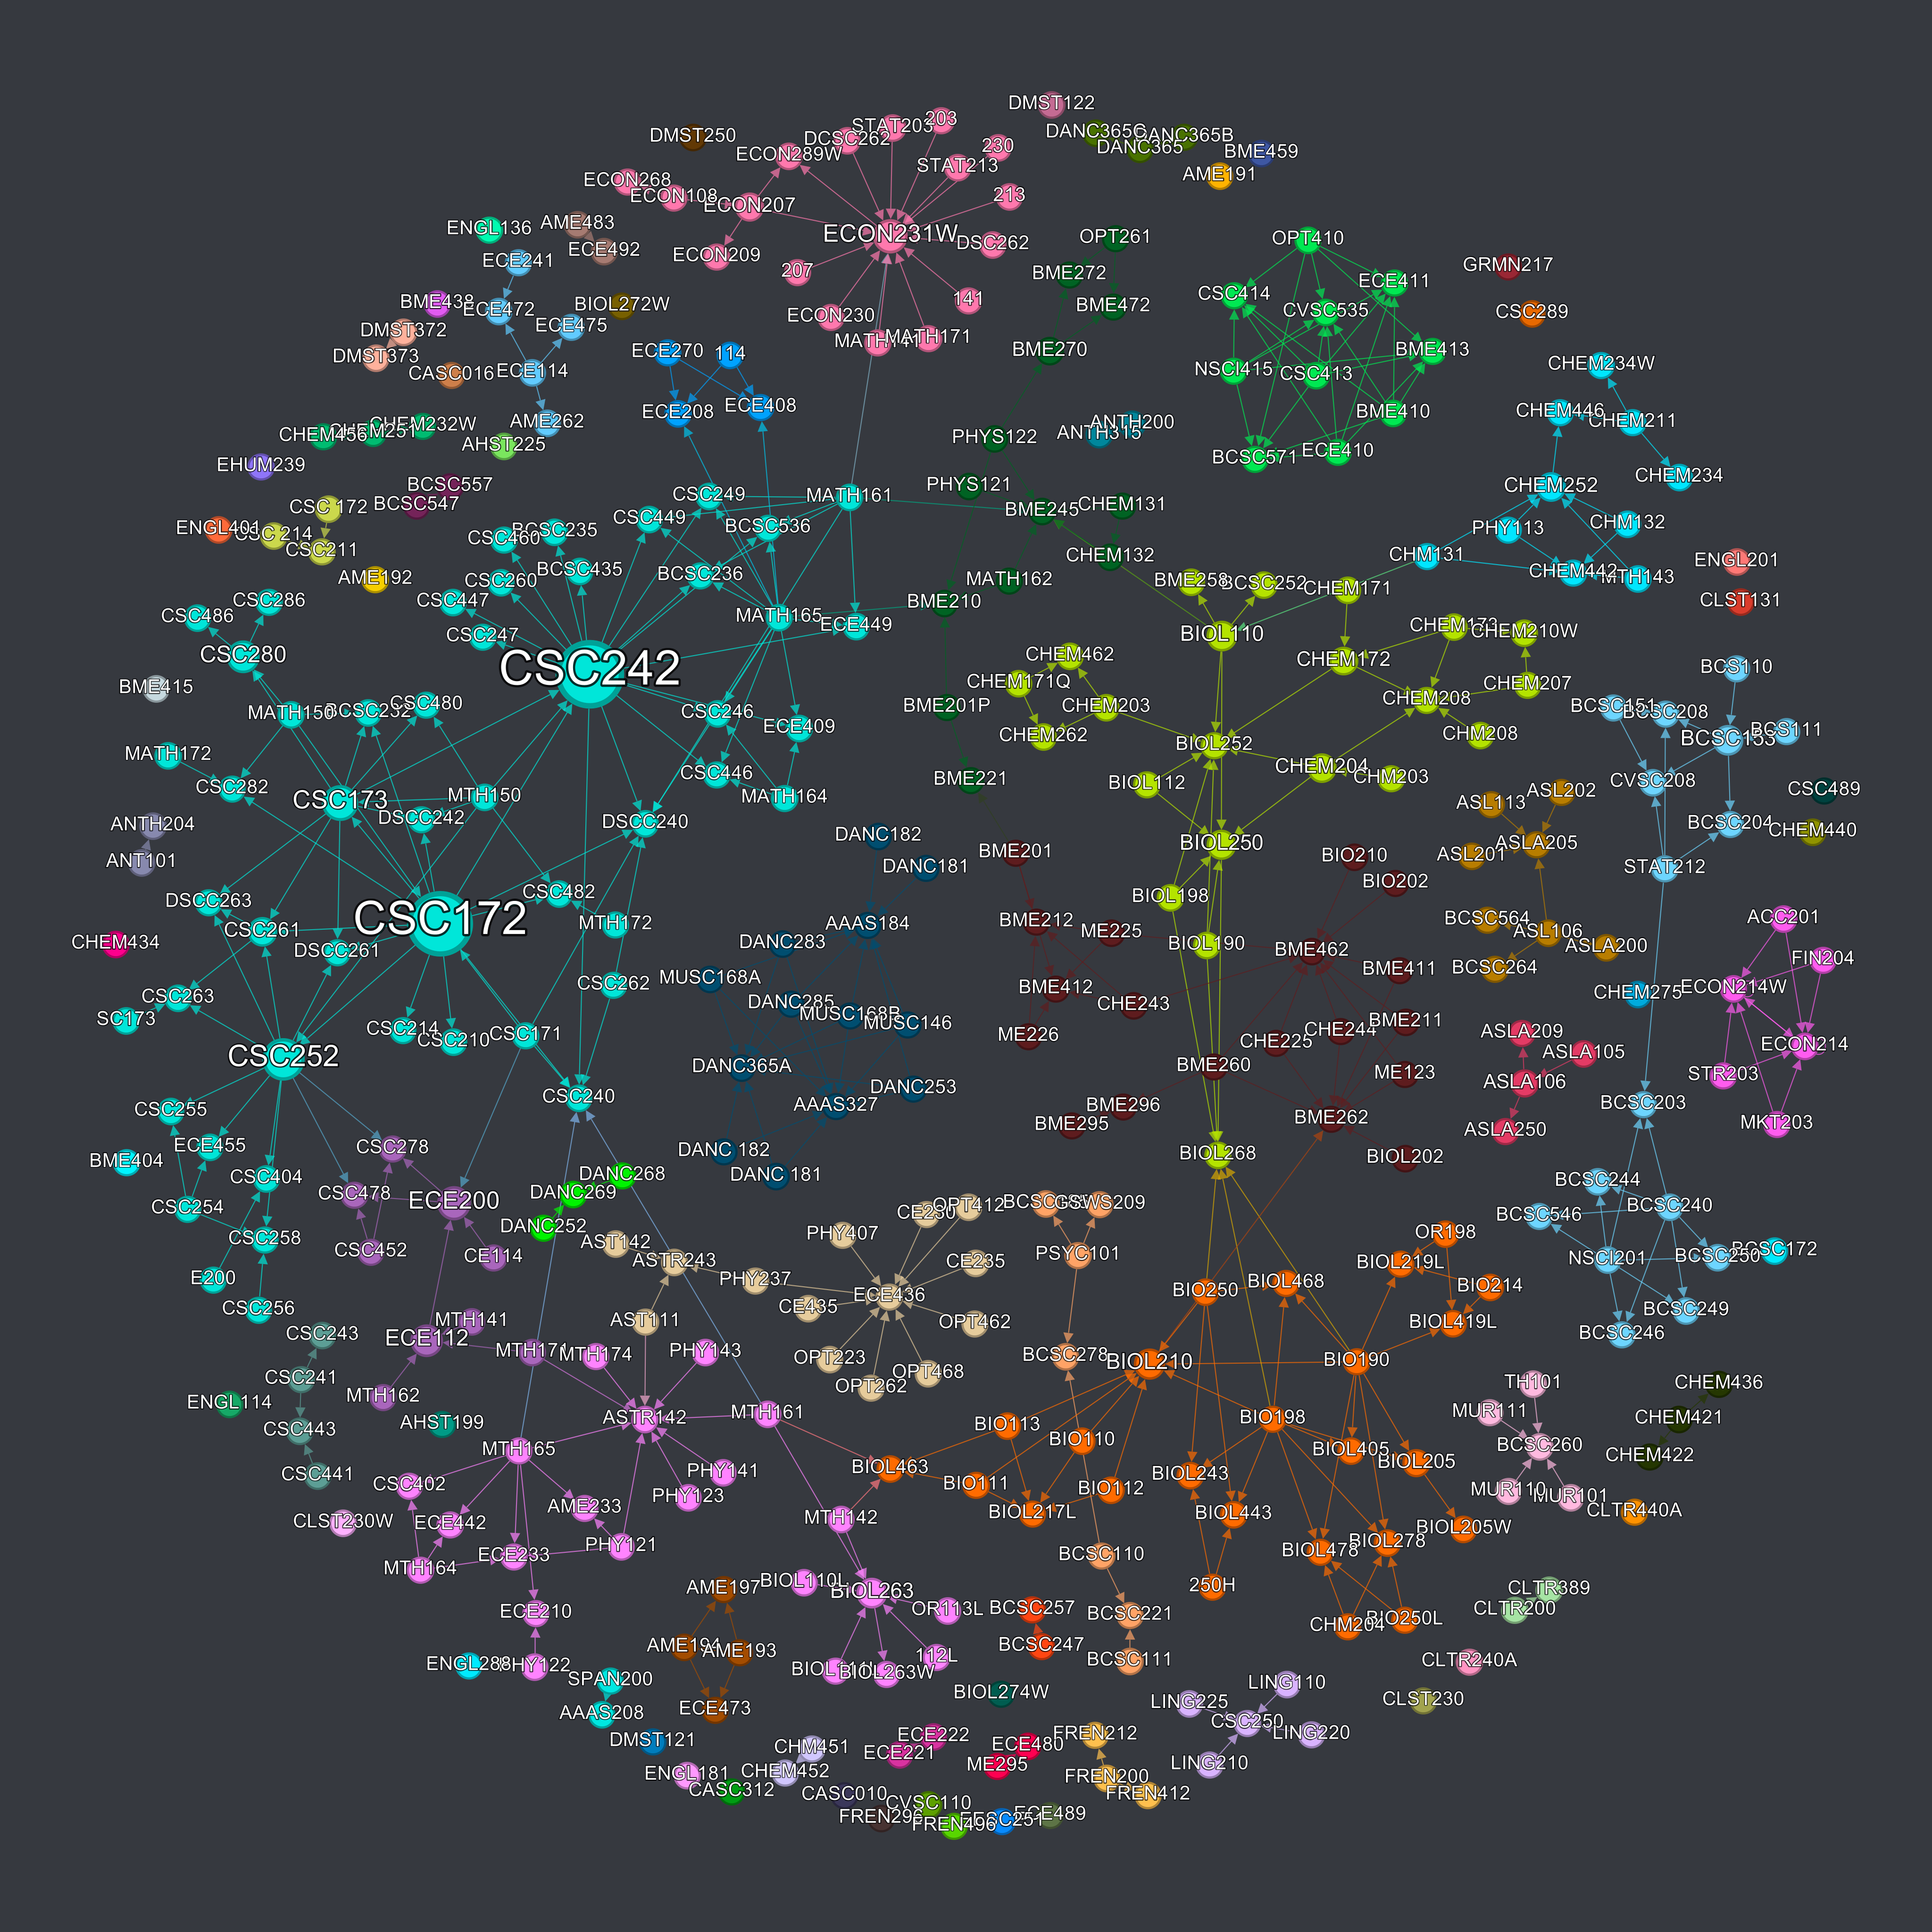 DMST122
DMST250
STAT203
203
DCSC262
DANC365C
DANC365B
DANC365
230
ECON289W
STAT213
BME459
AME191
ECON268
ECON108
ECON207
213
ENGL136
AME483
ECE492
ECON231W
DSC262
OPT261
OPT410
ECON209
ECE241
207
BME272
GRMN217
ECE411
CSC414
BME438
ECE472
BIOL272W
141
BME472
CVSC535
CSC289
ECON230
DMST372
ECE475
MATH171
DMST373
ECE270
114
BME270
BME413
CASC016
ECE114
NSCI415
CSC413
CHEM234W
ECE208
ECE408
BME410
CHEM446
CHEM211
CHEM232W
CHEM251
CHEM456
AME262
ANTH200
ANTH315
PHYS122
AHST225
ECE410
BCSC571
EHUM239
CHEM234
BCSC557
BCSC547
PHYS121
CHEM252
CSC249
MATH161
CSC 172
CSC449
BME245
CHEM131
ENGL401
CSC 214
CSC211
CSC460
BCSC235
BCSC536
PHY113
CHM132
CHEM132
CHM131
ENGL201
AME192
CSC260
BCSC435
BCSC236
MATH162
BME258
BCSC252
CHEM171
CHEM442
MTH143
CSC286
CSC447
BME210
CLST131
CSC486
CSC247
MATH165
ECE449
BIOL110
CHEM173
CHEM210W
CSC280
CSC242
CHEM462
CHEM172
BCS110
BME415
CHEM171Q
CHEM207
CHEM208
MATH150
BCSC232
CSC480
CSC246
BME201P
CHEM203
BCSC151
BCSC208
ECE409
CHEM262
BIOL252
CHM208
BCSC153
BCS111
MATH172
CSC446
BME221
BIOL112
CHEM204
CHM203
CVSC208
CSC282
CSC173
MTH150
MATH164
ASL113
ASL202
CSC489
DSCC242
DSCC240
BCSC204
CHEM440
ANTH204
DANC182
BIOL250
ASLA205
ANT101
DANC181
BME201
BIO210
ASL201
STAT212
CSC482
BIO202
DSCC263
BIOL198
CSC172
MTH172
AAAS184
BME212
ME225
BCSC564
ACC201
CSC261
ASL106
CHEM434
DSCC261
DANC283
BIOL190
BME462
ASLA200
FIN204
BCSC264
BME411
MUSC168A
CSC262
BME412
ECON214W
CSC263
DANC285
CHE243
CHEM275
MUSC168B
MUSC146
SC173
CSC214
CSC210
CSC171
ME226
CHE225
CHE244
BME211
ASLA209
ECON214
CSC252
ASLA105
DANC365A
BME260
ME123
ASLA106
STR203
CSC240
DANC253
AAAS327
BME296
BCSC203
CSC255
BME295
BME262
MKT203
ASLA250
ECE455
CSC278
DANC 182
BIOL268
BIOL202
BME404
CSC404
DANC 181
DANC268
CSC478
DANC269
BCSC244
CSC254
ECE200
OPT412
GSWS209
BCSC240
CE230
BCSC546
DANC252
PHY407
OR198
CSC258
CSC452
CE114
AST142
PSYC101
BIOL219L
NSCI201
BCSC250
BCSC172
ASTR243
CE235
E200
PHY237
ECE436
BIO250
BIOL468
BIO214
CSC256
CE435
BCSC249
AST111
OPT462
BIOL419L
CSC243
MTH141
BCSC246
ECE112
MTH174
MTH174
PHY143
OPT223
BCSC278
BIOL210
BIO190
CSC241
OPT468
OPT262
TH101
CHEM436
MTH162
ENGL114
ASTR142
MTH161
BIO198
MUR111
CHEM421
AHST199
BIO113
CSC443
BIO110
BCSC260
CHEM422
MTH165
BIOL405
BIOL205
CSC441
PHY141
BIOL463
BIOL243
CSC402
BIO111
BIO112
MUR110
MUR101
PHY123
AME233
CLTR440A
CLST230W
ECE442
MTH142
BIOL217L
BIOL443
BIOL205W
ECE233
PHY121
BIOL478
BIOL278
MTH164
BCSC110
AME197
BIOL110L
BIOL263
250H
CLTR389
ECE210
OR113L
BCSC257
BCSC221
CLTR200
CHM204
BIO250L
AME194
AME193
BCSC247
112L
BCSC111
CLTR240A
ENGL288
PHY122
SPAN200
BIOL263W
BIOL274W
LING110
AAAS208
ECE473
LING225
CLST230
CSC250
DMST121
ECE222
FREN212
LING220
CHM451
ECE221
ECE480
ME295
LING210
ENGL181
CHEM452
FREN200
CASC312
CASC010
FREN412
CVSC110
FREN296
FREN496
ECE489